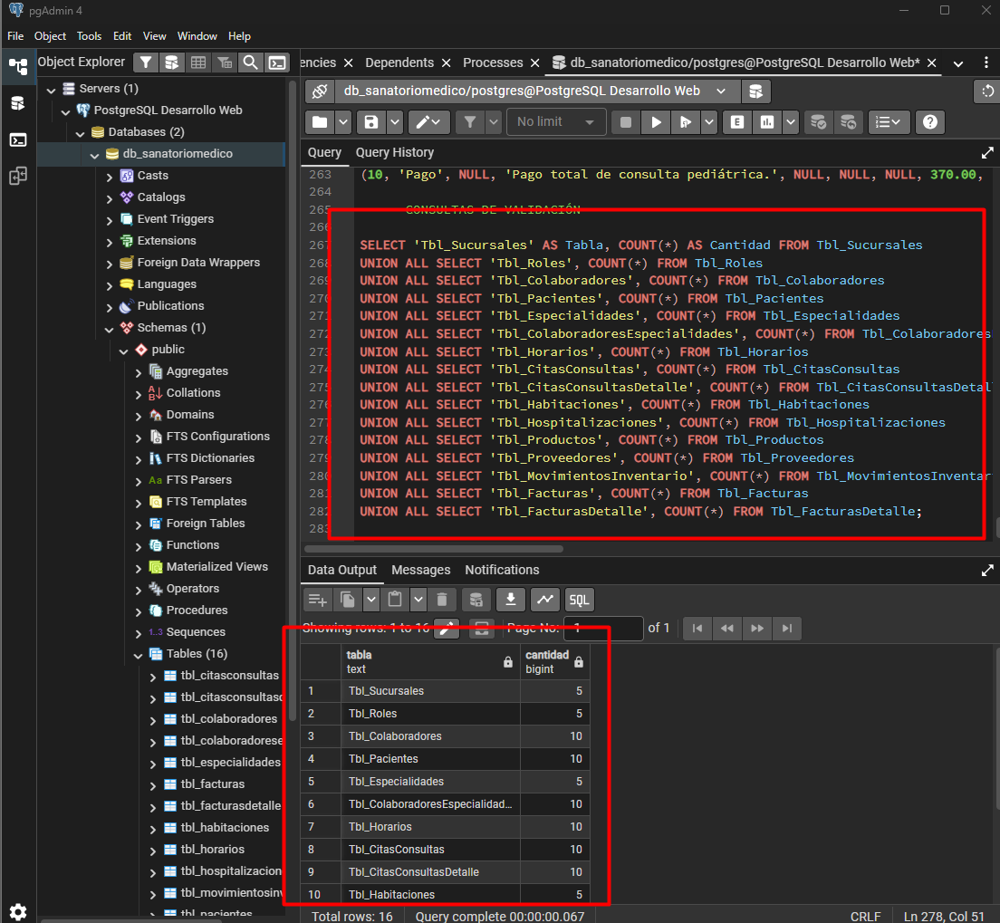 pgAdmin 4
File Object Tools Edit View Window Help
Object Explorer
Servers (1)
PostgreSQL Desarrollo Web
Databases (2)
db_sanatoriomedico
Casts
Catalogs
Event Triggers
Extensions
Foreign Data Wrappers
Languages
Publications
Schemas (1)
public
Aggregates
Collations
Domains
FTS Configurations
FTS Dictionaries
FTS Parsers
FTS Templates
Foreign Tables
Functions
Materialized Views
Operators
Procedures
Sequences
Tables (16)
tbl_citasconsultas
tbl_citasconsultasd
tbl_colaboradores
tbl_colaboradorese
tbl_especialidades
tbl_facturas
tbl_facturasdetalle
tbl_habitaciones
tbl_horarios
tbl_hospitalizacion
tbl_movimientosinv
tbl_pacientes
encies Dependents Processes db_sanatoriomedico/postgres@PostgreSQL Desarrollo Web*
db_sanatoriomedico/postgres@PostgreSQL Desarrollo Web
No limit
Query Query History
263 (10, 'Pago', NULL, 'Pago total de consulta pediátrica.', NULL, NULL, NULL, 370.00,
264
265 CONSULTAS DE VALIDACIÓN
266
267 SELECT 'Tbl_Sucursales' AS Tabla, COUNT(*) AS Cantidad FROM Tbl_Sucursales
268 UNION ALL SELECT 'Tbl_Roles', COUNT(*) FROM Tbl_Roles
269 UNION ALL SELECT 'Tbl_Colaboradores', COUNT(*) FROM Tbl_Colaboradores
270 UNION ALL SELECT 'Tbl_Pacientes', COUNT(*) FROM Tbl_Pacientes
271 UNION ALL SELECT 'Tbl_Especialidades', COUNT(*) FROM Tbl_Especialidades
272 UNION ALL SELECT 'Tbl_ColaboradoresEspecialidades', COUNT(*) FROM Tbl_Colaboradores
273 UNION ALL SELECT 'Tbl_Horarios', COUNT(*) FROM Tbl_Horarios
274 UNION ALL SELECT 'Tbl_CitasConsultas', COUNT(*) FROM Tbl_CitasConsultas
275 UNION ALL SELECT 'Tbl_CitasConsultasDetalle', COUNT(*) FROM Tbl_CitasConsultasDetal
276 UNION ALL SELECT 'Tbl_Habitaciones', COUNT(*) FROM Tbl_Habitaciones
277 UNION ALL SELECT 'Tbl_Hospitalizaciones', COUNT(*) FROM Tbl_Hospitalizaciones
278 UNION ALL SELECT 'Tbl_Productos', COUNT(*) FROM Tbl_Productos
279 UNION ALL SELECT 'Tbl_Proveedores', COUNT(*) FROM Tbl_Proveedores
280 UNION ALL SELECT 'Tbl_MovimientosInventario', COUNT(*) FROM Tbl_MovimientosInventar
281 UNION ALL SELECT 'Tbl_Facturas', COUNT(*) FROM Tbl_Facturas
282 UNION ALL SELECT 'Tbl_FacturasDetalle', COUNT(*) FROM Tbl_FacturasDetalle;
283
Data Output Messages Notifications
SQL
Showing rows: 1 to 16 Page No: 1 of 1
tabla cantidad
text bigint
1 Tbl_Sucursales 5
2 Tbl_Roles 5
3 Tbl_Colaboradores 10
4 Tbl_Pacientes 10
5 Tbl_Especialidades 5
6 Tbl_ColaboradoresEspecialidad... 10
7 Tbl_Horarios 10
8 Tbl_CitasConsultas 10
9 Tbl_CitasConsultasDetalle 10
10 Tbl_Habitaciones 5
Total rows: 16 Query complete 00:00:00.067 CRLF Ln 278, Col 51